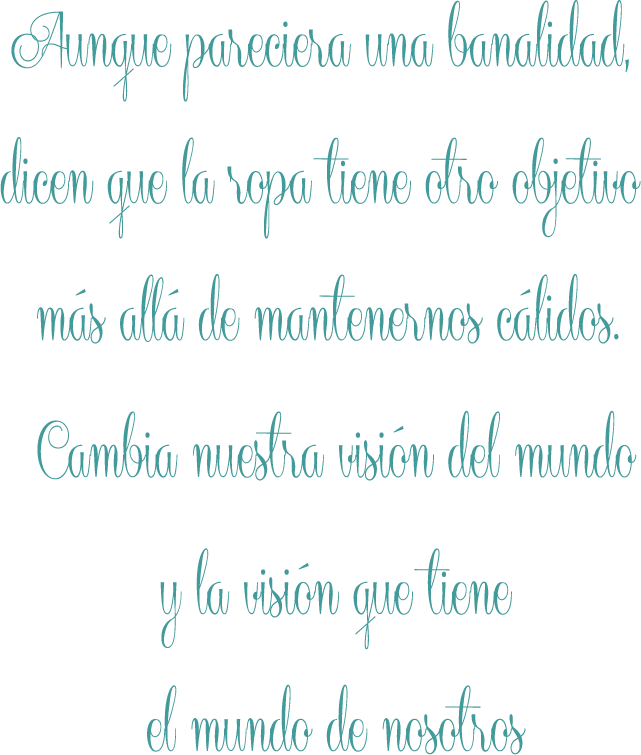 Aunque pareciera una banalidad,
dicen que la ropa tiene otro objetivo
más allá de mantenernos cálidos.
Cambia nuestra visión del mundo
y la visión que tiene
el mundo de nosotros